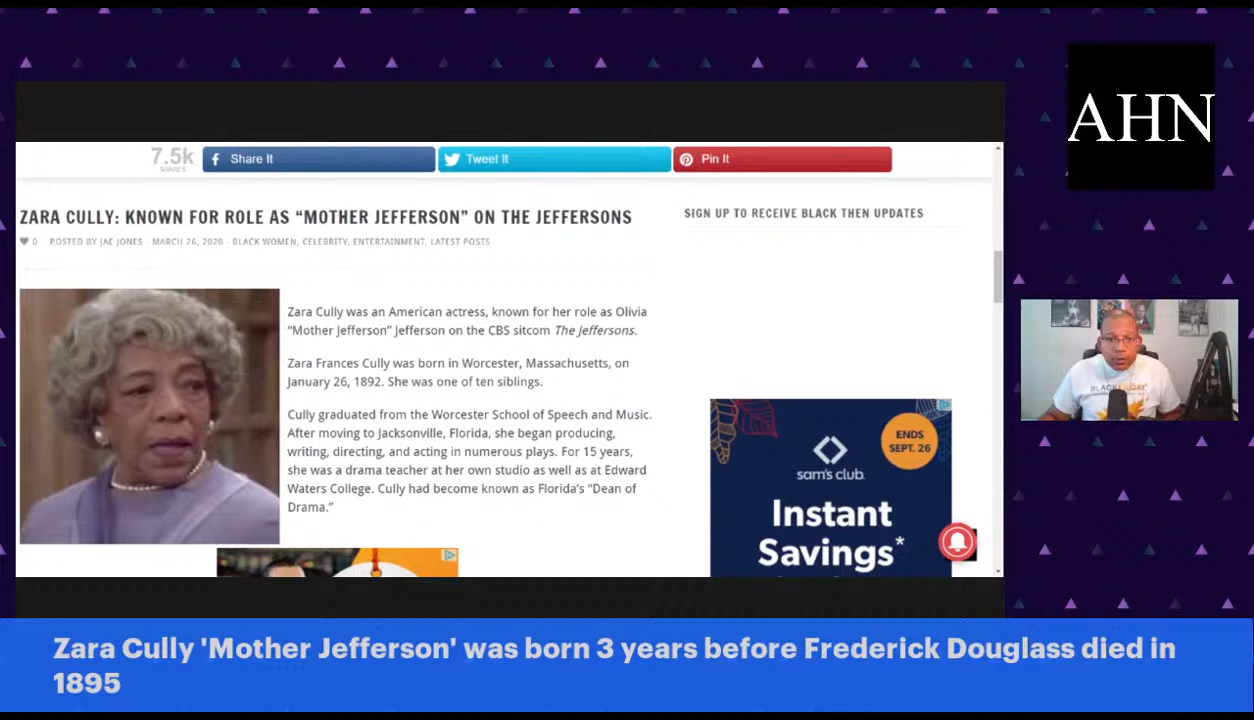 AHN
7.5k
SHARES
Share It
Tweet It
Pin It
ZARA CULLY: KNOWN FOR ROLE AS “MOTHER JEFFERSON” ON THE JEFFERSONS
0 POSTED BY JAE JONES - MARCH 26, 2020 - BLACK WOMEN, CELEBRITY, ENTERTAINMENT, LATEST POSTS
SIGN UP TO RECEIVE BLACK THEN UPDATES
Zara Cully was an American actress, known for her role as Olivia
“Mother Jefferson” Jefferson on the CBS sitcom The Jeffersons.
Zara Frances Cully was born in Worcester, Massachusetts, on
January 26, 1892. She was one of ten siblings.
Cully graduated from the Worcester School of Speech and Music.
After moving to Jacksonville, Florida, she began producing,
writing, directing, and acting in numerous plays. For 15 years,
she was a drama teacher at her own studio as well as at Edward
Waters College. Cully had become known as Florida’s “Dean of
Drama.”
ENDS
SEPT. 26
sam's club
Instant
Savings*
Zara Cully 'Mother Jefferson' was born 3 years before Frederick Douglass died in
1895